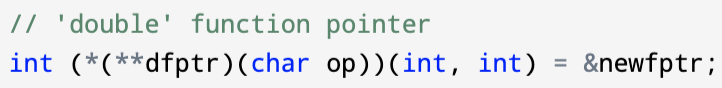 // 'double' function pointer
int (*(**dfptr)(char op))(int, int) = &newfptr;